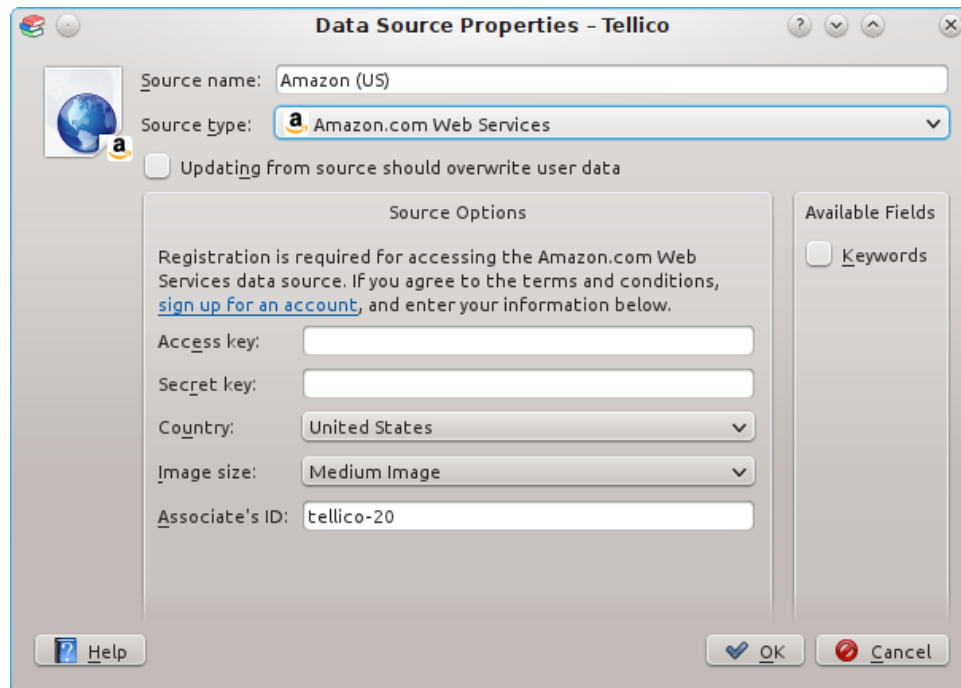 Data Source Properties – Tellico
Source name: Amazon (US)
Source type: Amazon.com Web Services
Updating from source should overwrite user data
Source Options
Available Fields
Registration is required for accessing the Amazon.com Web
Services data source. If you agree to the terms and conditions,
sign up for an account, and enter your information below.
Keywords
Access key:
Secret key:
Country: United States
Image size: Medium Image
Associate's ID: tellico-20
Help
OK
Cancel